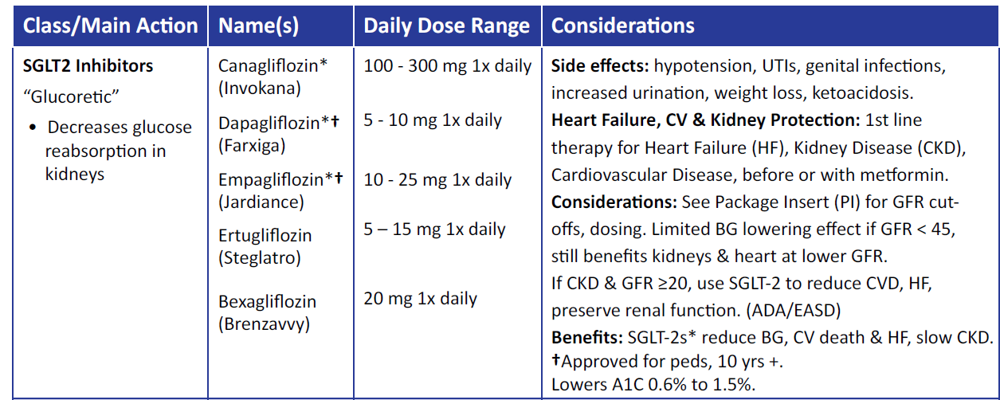 Class/Main Action
Name(s)
Daily Dose Range
Considerations
SGLT2 Inhibitors
“Glucoretic”
• Decreases glucose
reabsorption in
kidneys
Canagliflozin*
(Invokana)
Dapagliflozin*†
(Farxiga)
Empagliflozin*†
(Jardiance)
Ertugliflozin
(Steglatro)
Bexagliflozin
(Brenzavvy)
100 - 300 mg 1x daily
5 - 10 mg 1x daily
10 - 25 mg 1x daily
5 – 15 mg 1x daily
20 mg 1x daily
Side effects: hypotension, UTIs, genital infections,
increased urination, weight loss, ketoacidosis.
Heart Failure, CV & Kidney Protection: 1st line
therapy for Heart Failure (HF), Kidney Disease (CKD),
Cardiovascular Disease, before or with metformin.
Considerations: See Package Insert (PI) for GFR cut-
offs, dosing. Limited BG lowering effect if GFR < 45,
still benefits kidneys & heart at lower GFR.
If CKD & GFR ≥20, use SGLT-2 to reduce CVD, HF,
preserve renal function. (ADA/EASD)
Benefits: SGLT-2s* reduce BG, CV death & HF, slow CKD.
†Approved for peds, 10 yrs +.
Lowers A1C 0.6% to 1.5%.